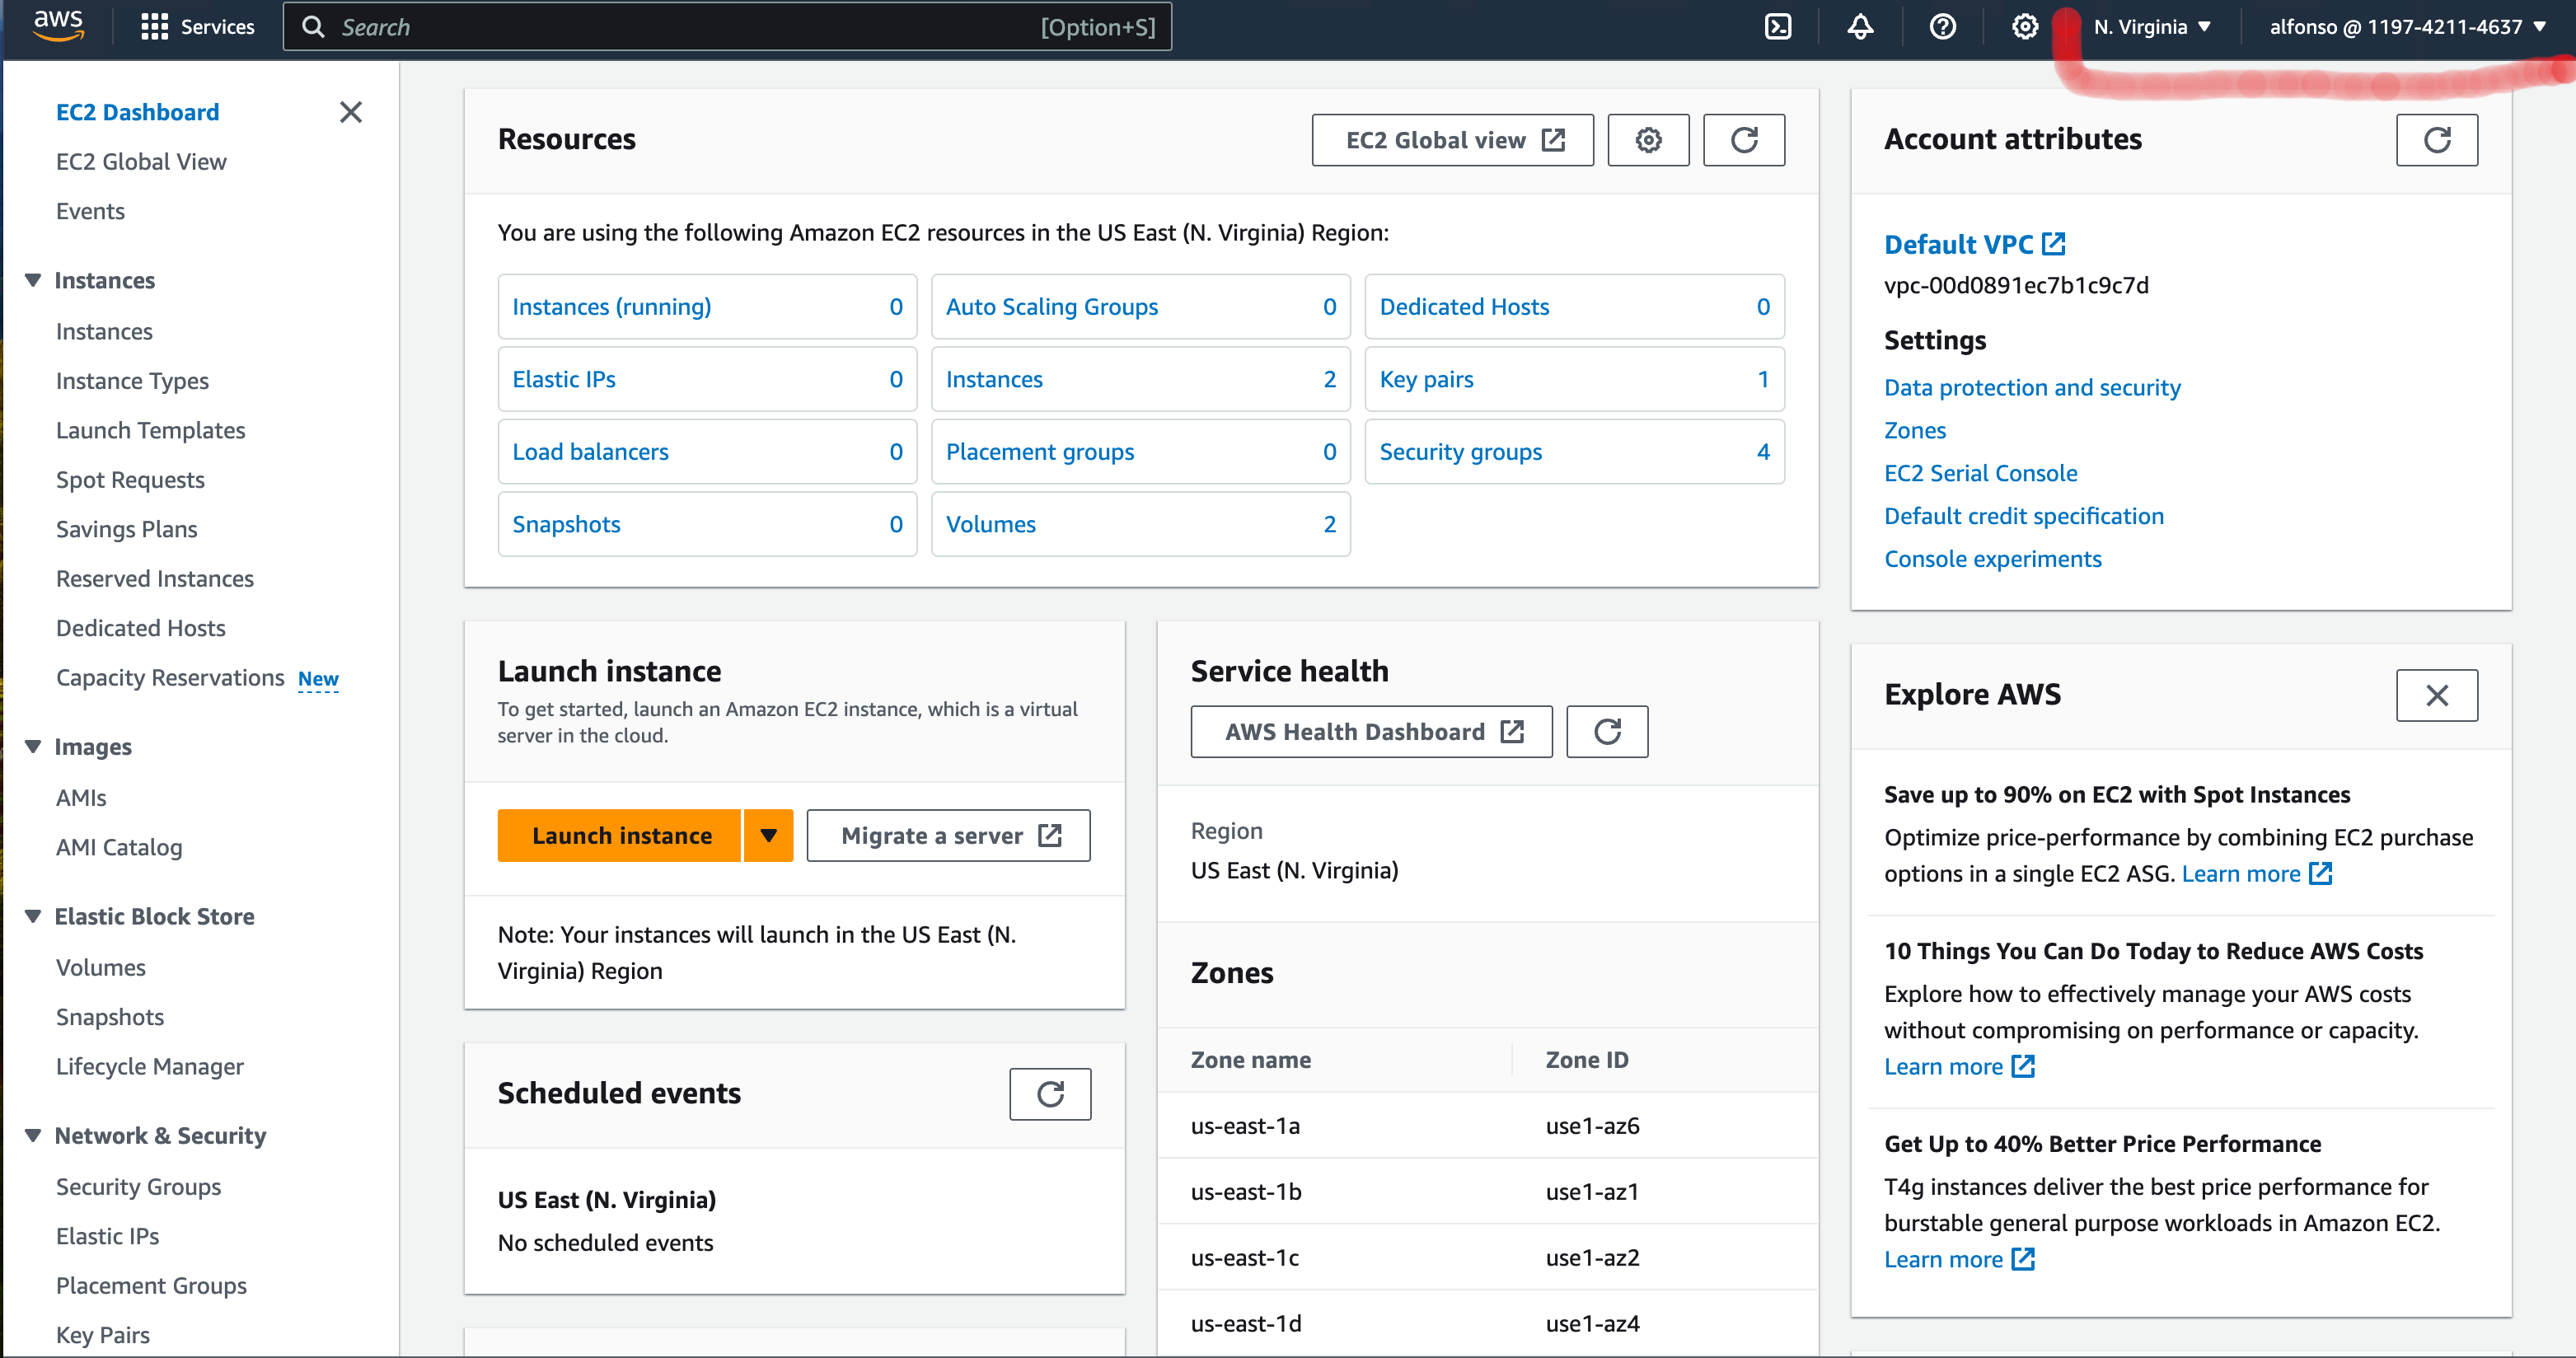 aws
Services
Search
[Option+S]
N. Virginia
alfonso @ 1197-4211-4637
EC2 Dashboard
EC2 Global View
Events
Instances
Instances
Instance Types
Launch Templates
Spot Requests
Savings Plans
Reserved Instances
Dedicated Hosts
Capacity Reservations New
Images
AMIs
AMI Catalog
Elastic Block Store
Volumes
Snapshots
Lifecycle Manager
Network & Security
Security Groups
Elastic IPs
Placement Groups
Key Pairs
Resources
EC2 Global view
You are using the following Amazon EC2 resources in the US East (N. Virginia) Region:
Instances (running) 0
Auto Scaling Groups 0
Dedicated Hosts 0
Elastic IPs 0
Instances 2
Key pairs 1
Load balancers 0
Placement groups 0
Security groups 4
Snapshots 0
Volumes 2
Launch instance
To get started, launch an Amazon EC2 instance, which is a virtual
server in the cloud.
Launch instance
Migrate a server
Note: Your instances will launch in the US East (N.
Virginia) Region
Scheduled events
US East (N. Virginia)
No scheduled events
Service health
AWS Health Dashboard
Region
US East (N. Virginia)
Zones
Zone name Zone ID
us-east-1a use1-az6
us-east-1b use1-az1
us-east-1c use1-az2
us-east-1d use1-az4
Account attributes
Default VPC
vpc-00d0891ec7b1c9c7d
Settings
Data protection and security
Zones
EC2 Serial Console
Default credit specification
Console experiments
Explore AWS
Save up to 90% on EC2 with Spot Instances
Optimize price-performance by combining EC2 purchase
options in a single EC2 ASG. Learn more
10 Things You Can Do Today to Reduce AWS Costs
Explore how to effectively manage your AWS costs
without compromising on performance or capacity.
Learn more
Get Up to 40% Better Price Performance
T4g instances deliver the best price performance for
burstable general purpose workloads in Amazon EC2.
Learn more